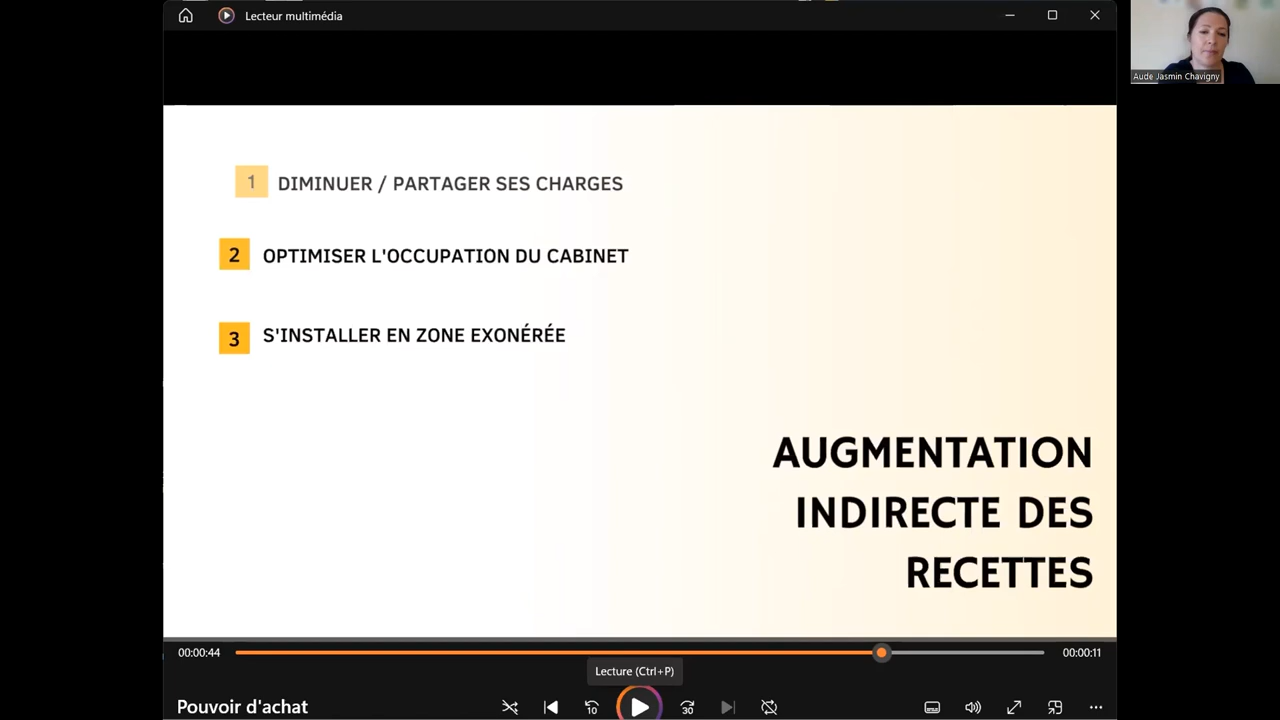 Lecteur multimédia
Aude Jasmin Chavigny
1 DIMINUER / PARTAGER SES CHARGES
2 OPTIMISER L'OCCUPATION DU CABINET
3 S'INSTALLER EN ZONE EXONÉRÉE
AUGMENTATION
INDIRECTE DES
RECETTES
00:00:44
00:00:11
Lecture (Ctrl+P)
Pouvoir d'achat
10
30